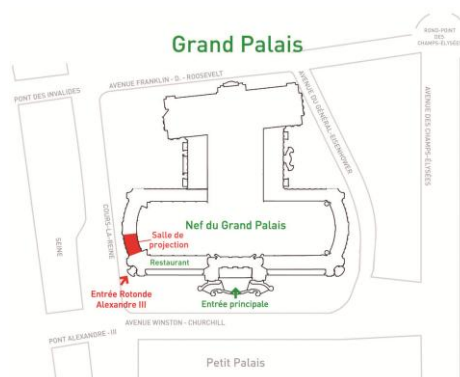 Grand Palais
ROND-POINT
DES
CHAMPS-ÉLYSÉES
AVENUE FRANKLIN - D. - ROOSEVELT
PONT DES INVALIDES
AVENUE DU GÉNÉRAL-EISENHOWER
AVENUE DES CHAMPS-ÉLYSÉES
COURS-LA-REINE
SEINE
Nef du Grand Palais
Salle de
projection
Restaurant
Entrée Rotonde
Alexandre III
Entrée principale
AVENUE WINSTON - CHURCHILL
PONT ALEXANDRE - III
Petit Palais